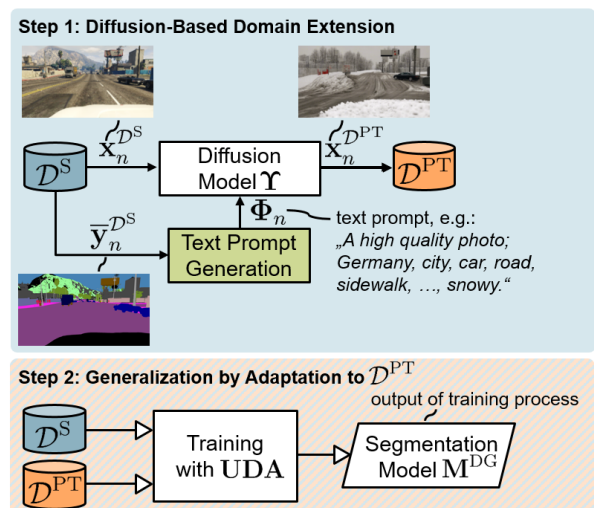 Step 1: Diffusion-Based Domain Extension
x_n^{D^S}
x_n^{D^{PT}}
D^S
Diffusion
Model Υ
D^{PT}
ȳ_n^{D^S}
Φ_n
Text Prompt
Generation
text prompt, e.g.:
„A high quality photo;
Germany, city, car, road,
sidewalk, …, snowy.“
Step 2: Generalization by Adaptation to D^{PT}
output of training process
D^S
D^{PT}
Training
with UDA
Segmentation
Model M^{DG}